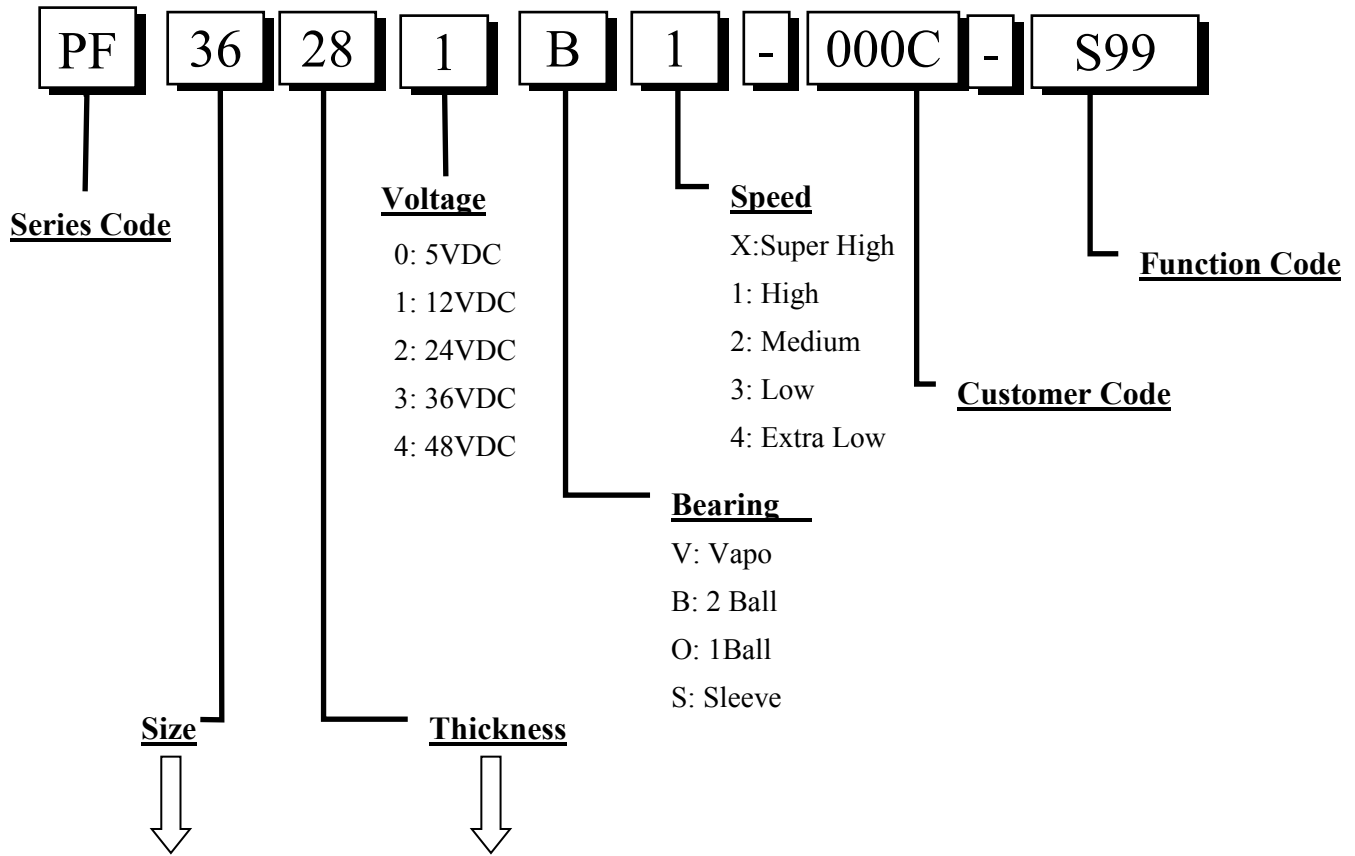 PF 36 28 1 B 1 - 000C - S99
Series Code
Voltage
0: 5VDC
1: 12VDC
2: 24VDC
3: 36VDC
4: 48VDC
Speed
X:Super High
1: High
2: Medium
3: Low
4: Extra Low
Function Code
Customer Code
Bearing
V: Vapo
B: 2 Ball
O: 1Ball
S: Sleeve
Size
Thickness